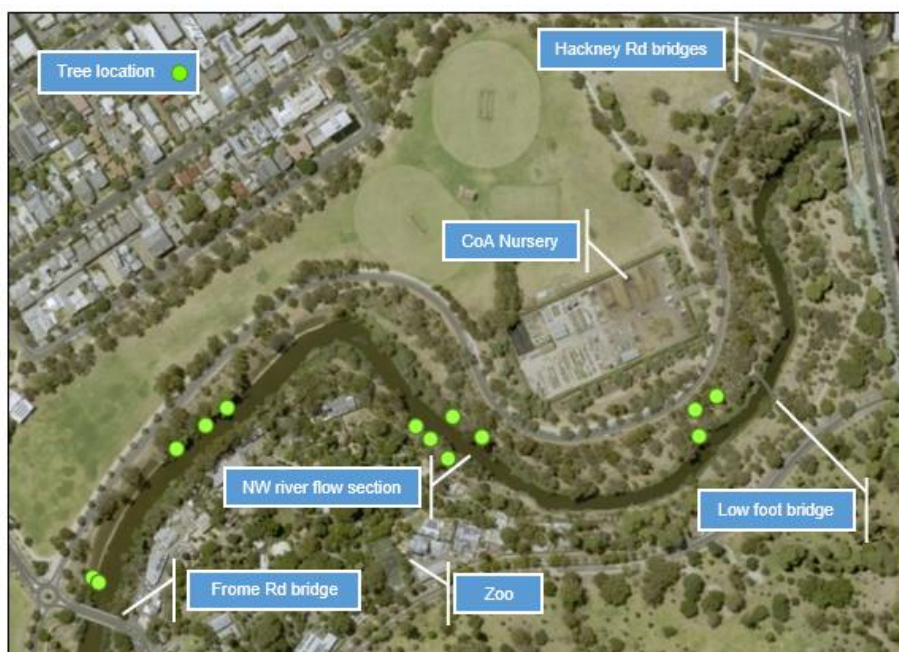 Hackney Rd bridges
Tree location
CoA Nursery
NW river flow section
Low foot bridge
Frome Rd bridge
Zoo